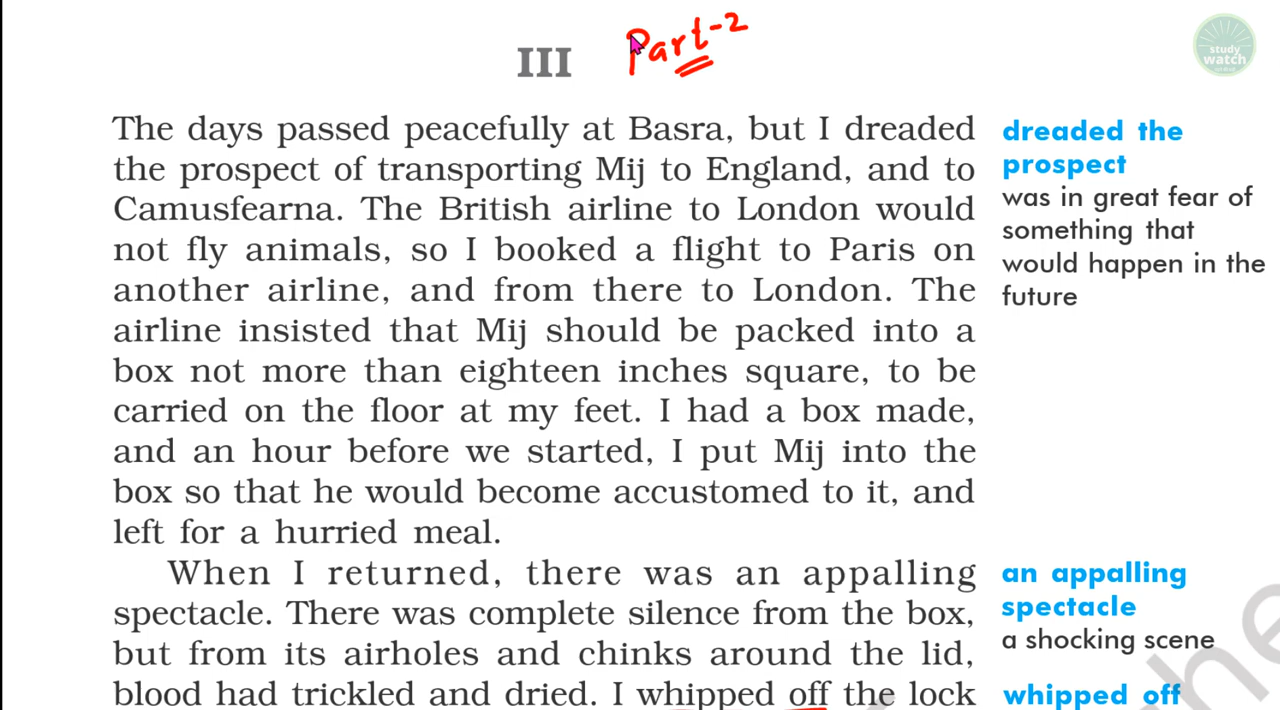 III Part-2
study
watch
The days passed peacefully at Basra, but I dreaded
the prospect of transporting Mij to England, and to
Camusfearna. The British airline to London would
not fly animals, so I booked a flight to Paris on
another airline, and from there to London. The
airline insisted that Mij should be packed into a
box not more than eighteen inches square, to be
carried on the floor at my feet. I had a box made,
and an hour before we started, I put Mij into the
box so that he would become accustomed to it, and
left for a hurried meal.
When I returned, there was an appalling
spectacle. There was complete silence from the box,
but from its airholes and chinks around the lid,
blood had trickled and dried. I whipped off the lock
dreaded the
prospect
was in great fear of
something that
would happen in the
future
an appalling
spectacle
a shocking scene
whipped off
he